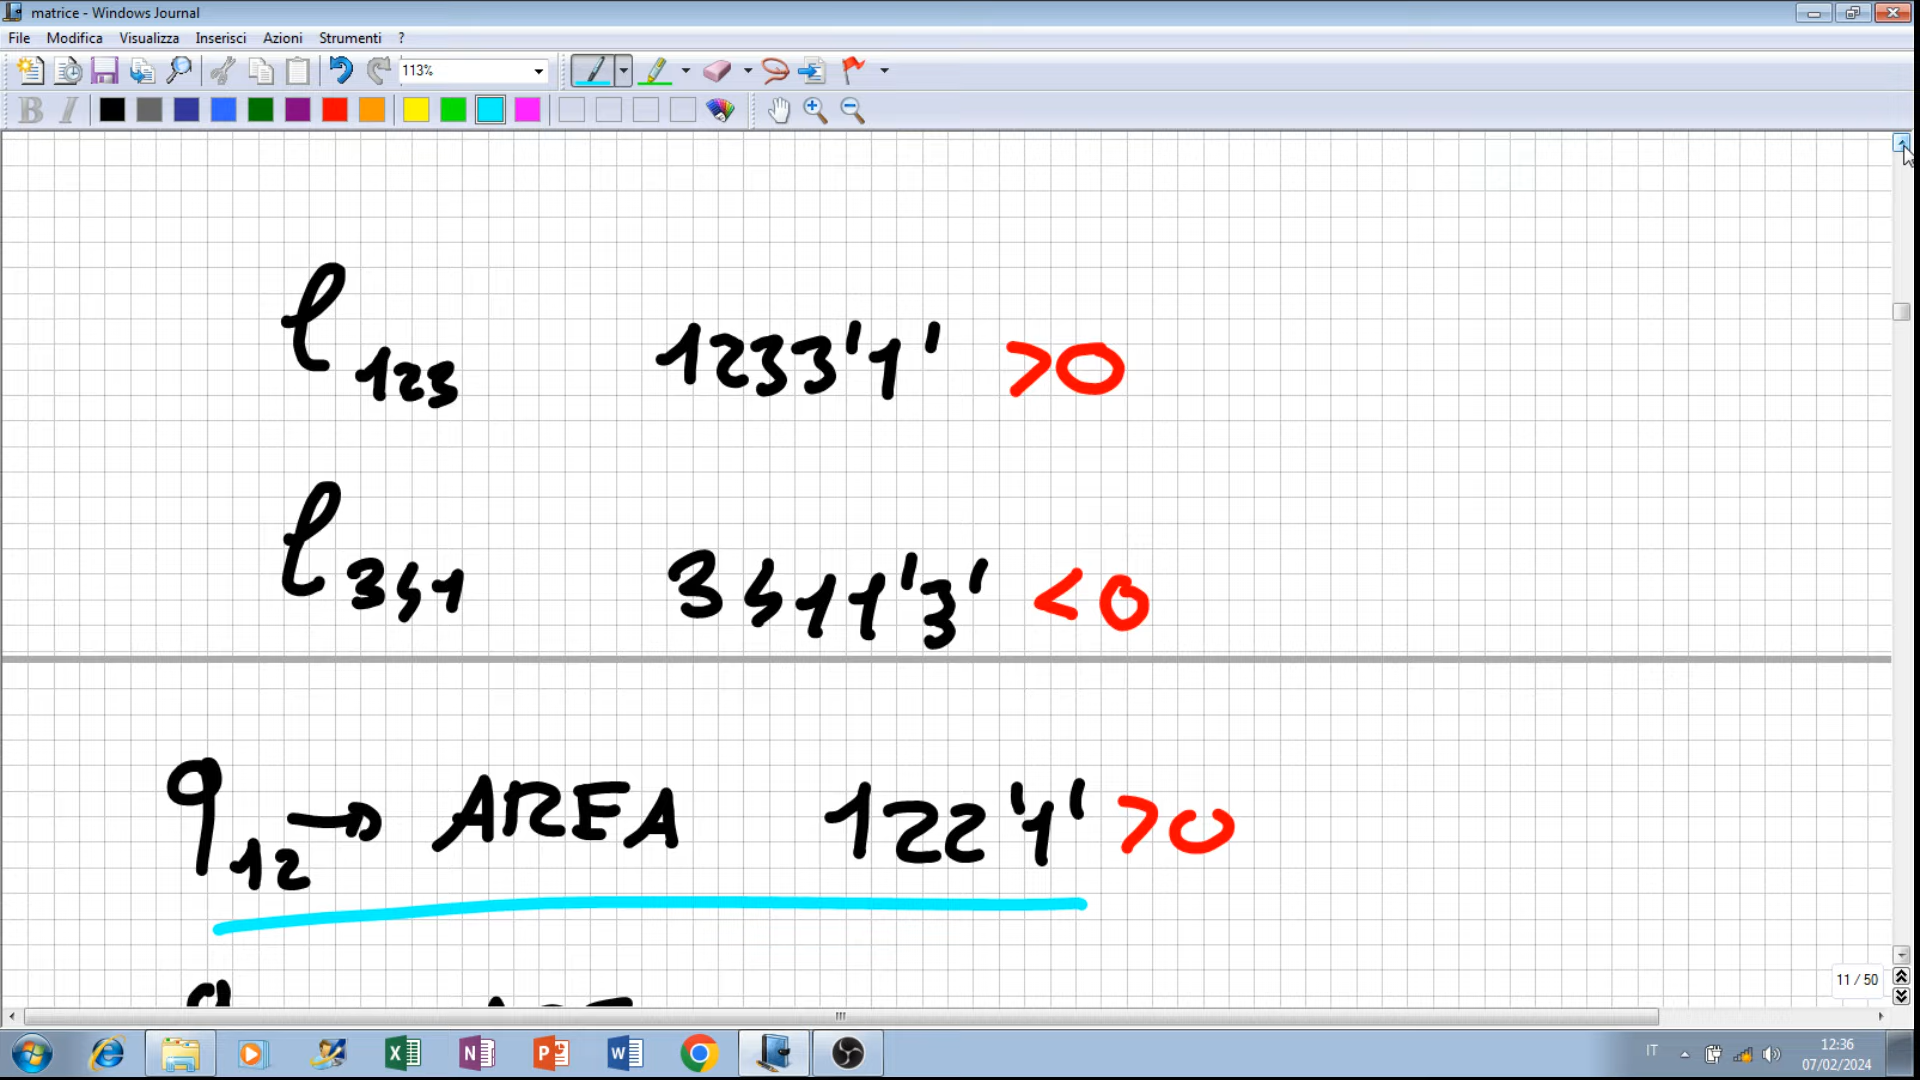 matrice - Windows Journal
File Modifica Visualizza Inserisci Azioni Strumenti ?
113%
B I
l₁₂₃ 1233'1' >0
l₃₄₁ 3411'3' <0
q₁₂ → AREA 122'1' >0
11 / 50
IT 12:36
07/02/2024